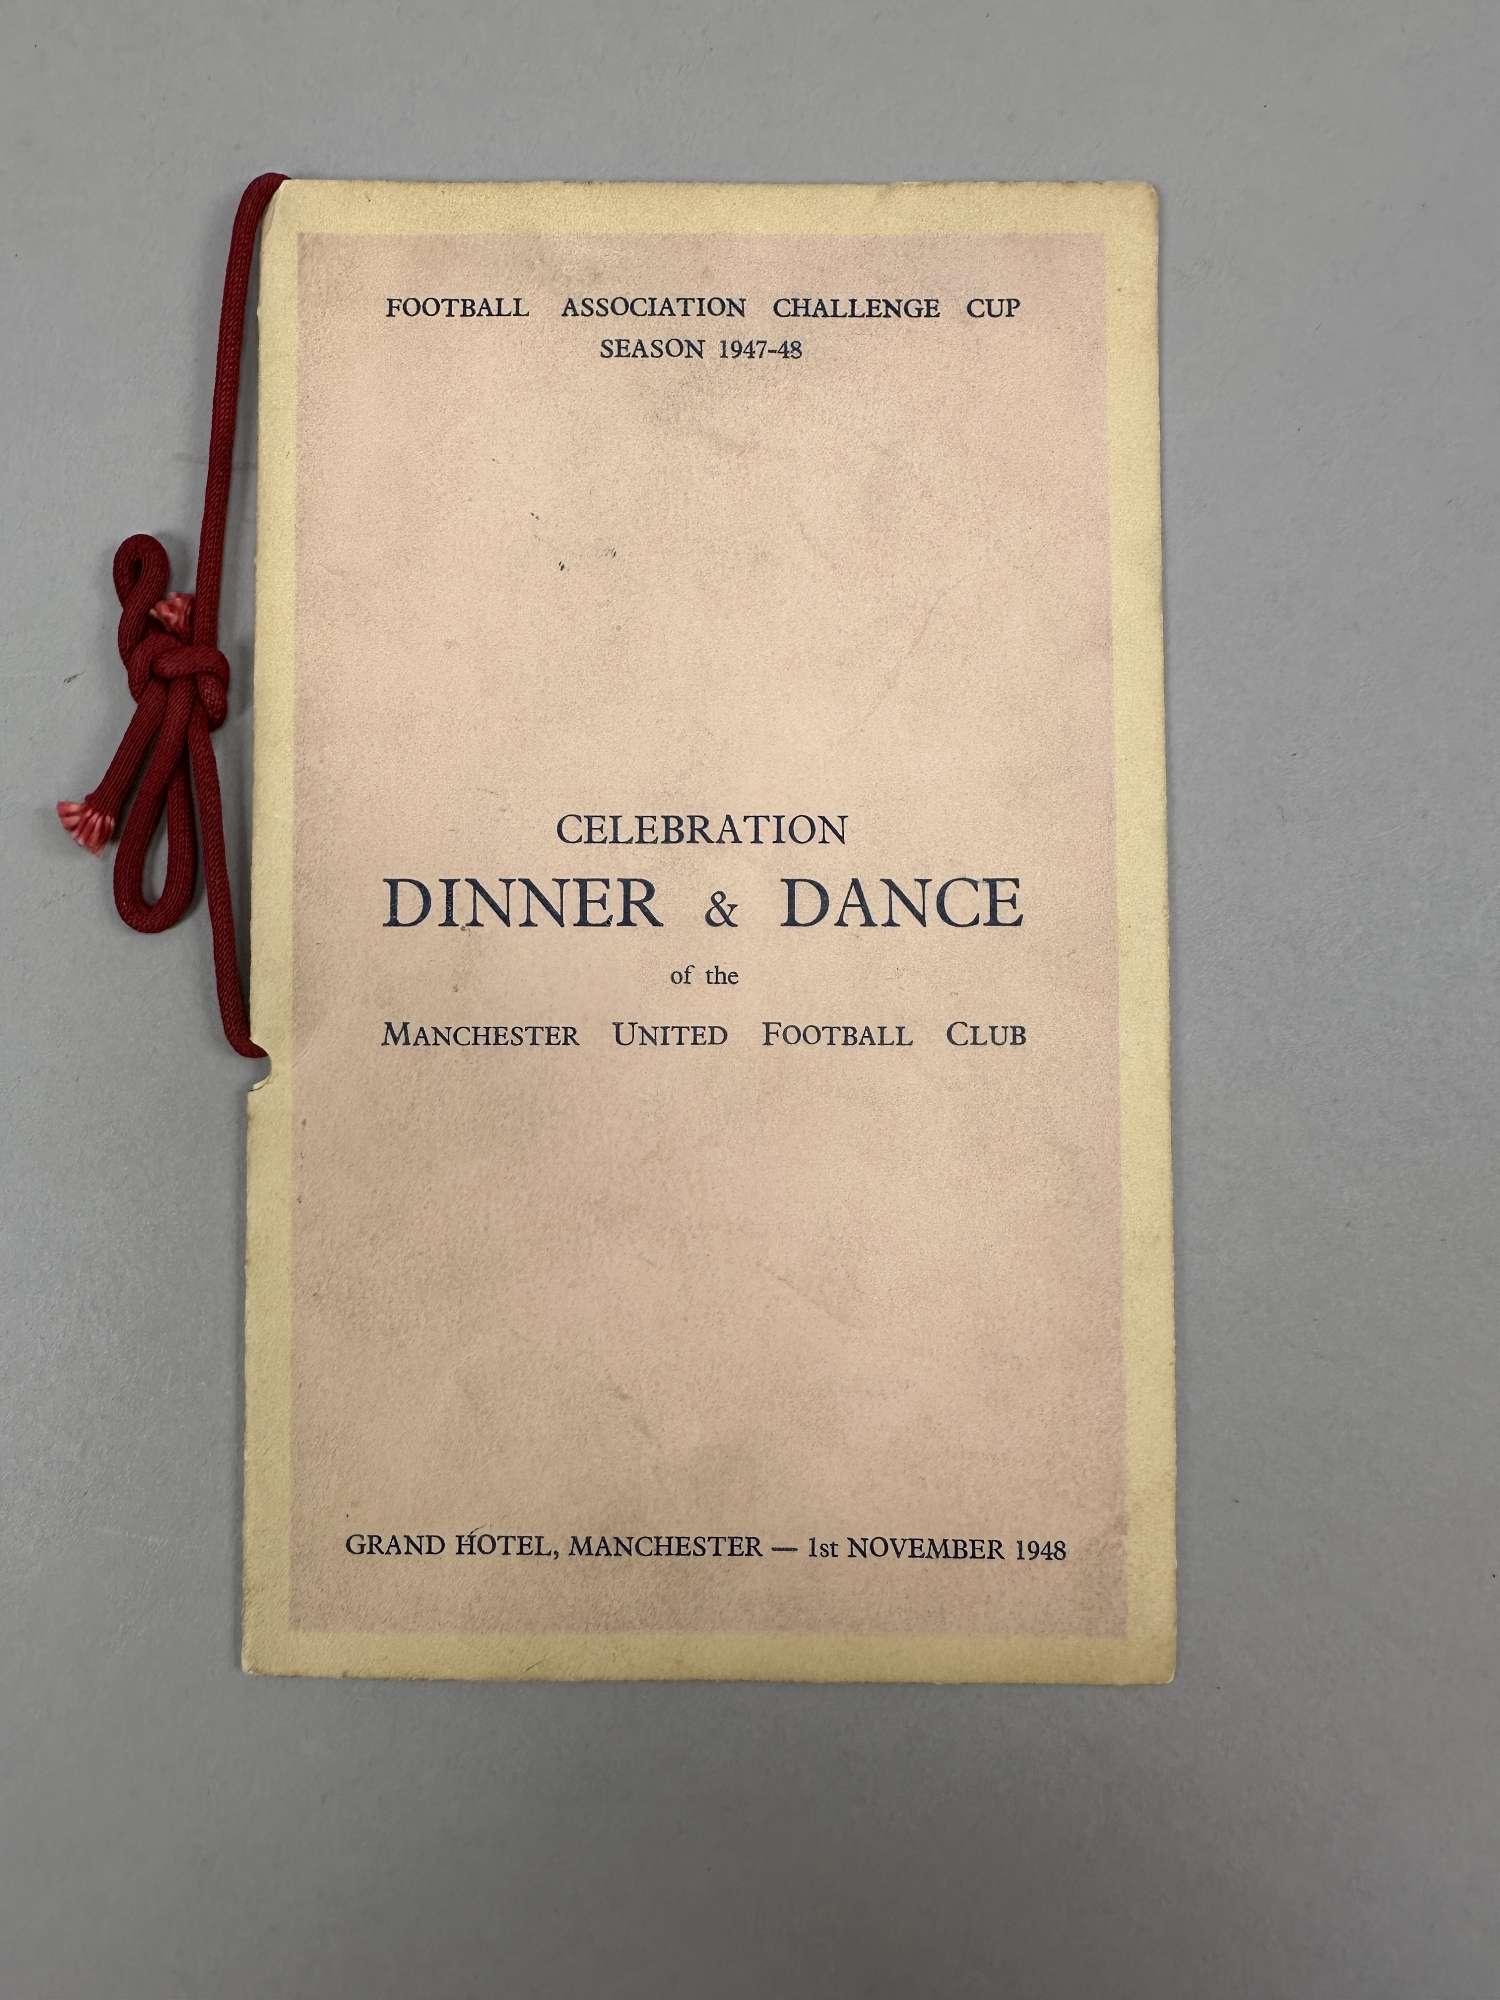 FOOTBALL ASSOCIATION CHALLENGE CUP
SEASON 1947-48
CELEBRATION
DINNER & DANCE
of the
MANCHESTER UNITED FOOTBALL CLUB
GRAND HOTEL, MANCHESTER — 1st NOVEMBER 1948